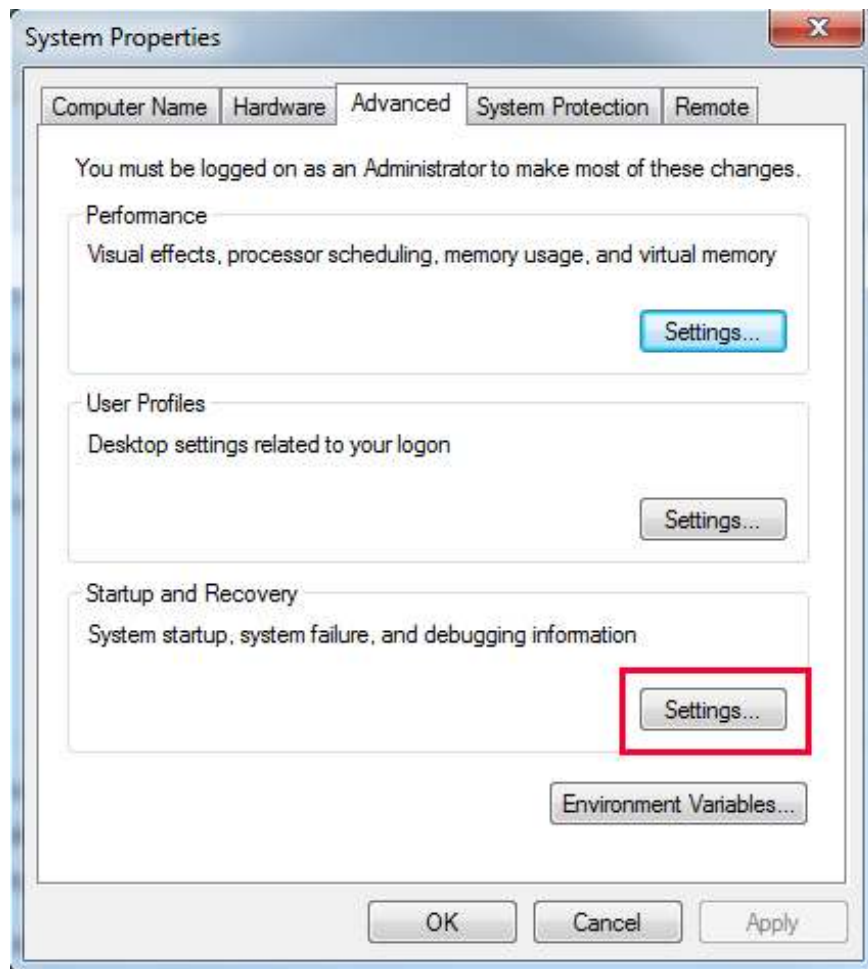 System Properties
Computer Name Hardware Advanced System Protection Remote
You must be logged on as an Administrator to make most of these changes.
Performance
Visual effects, processor scheduling, memory usage, and virtual memory
Settings...
User Profiles
Desktop settings related to your logon
Settings...
Startup and Recovery
System startup, system failure, and debugging information
Settings...
Environment Variables...
OK Cancel Apply